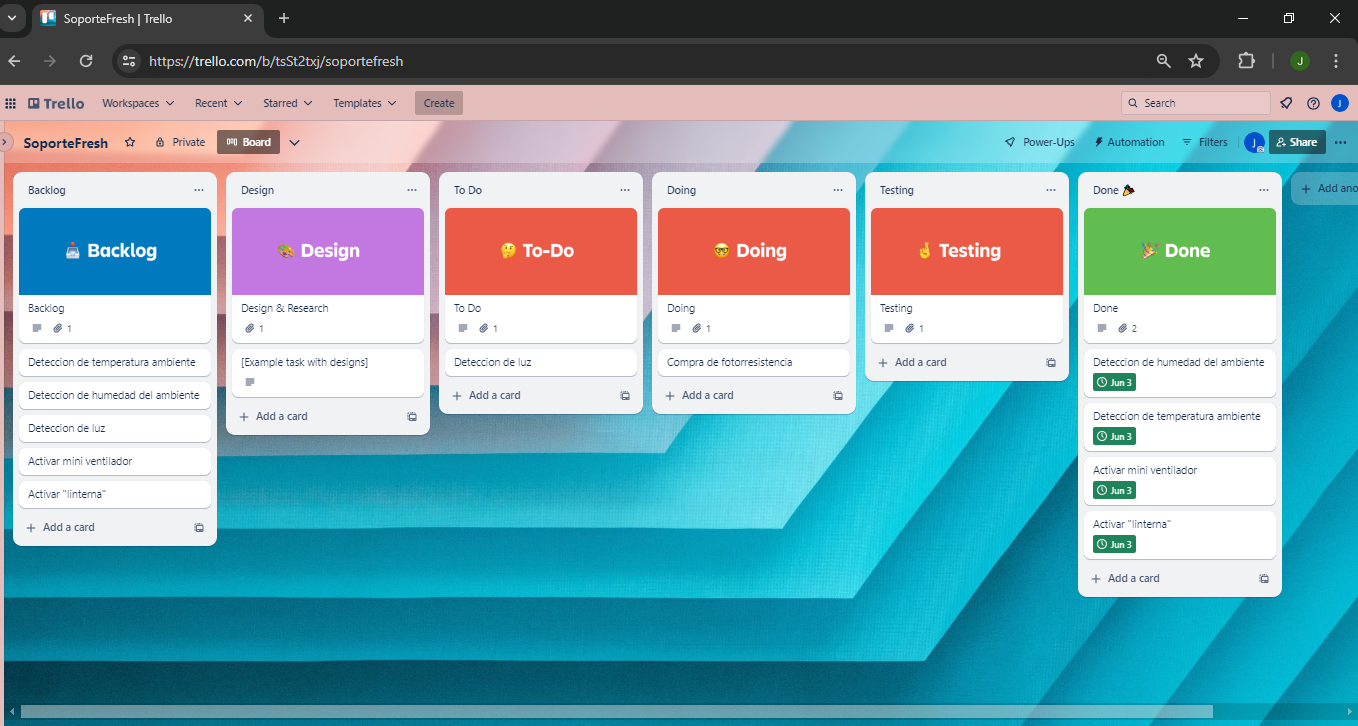 SoporteFresh | Trello
https://trello.com/b/tsSt2txj/soportefresh
J
Trello
Workspaces
Recent
Starred
Templates
Create
Search
J
SoporteFresh
Private
Board
Power-Ups
Automation
Filters
J
Share
Backlog
Backlog
Backlog
1
Deteccion de temperatura ambiente
Deteccion de humedad del ambiente
Deteccion de luz
Activar mini ventilador
Activar "linterna"
Add a card
Design
Design
Design & Research
1
[Example task with designs]
Add a card
To Do
To-Do
To Do
1
Deteccion de luz
Add a card
Doing
Doing
Doing
1
Compra de fotorresistencia
Add a card
Testing
Testing
Testing
1
Add a card
Done
Done
Done
2
Deteccion de humedad del ambiente
Jun 3
Deteccion de temperatura ambiente
Jun 3
Activar mini ventilador
Jun 3
Activar "linterna"
Jun 3
Add a card
Add ano